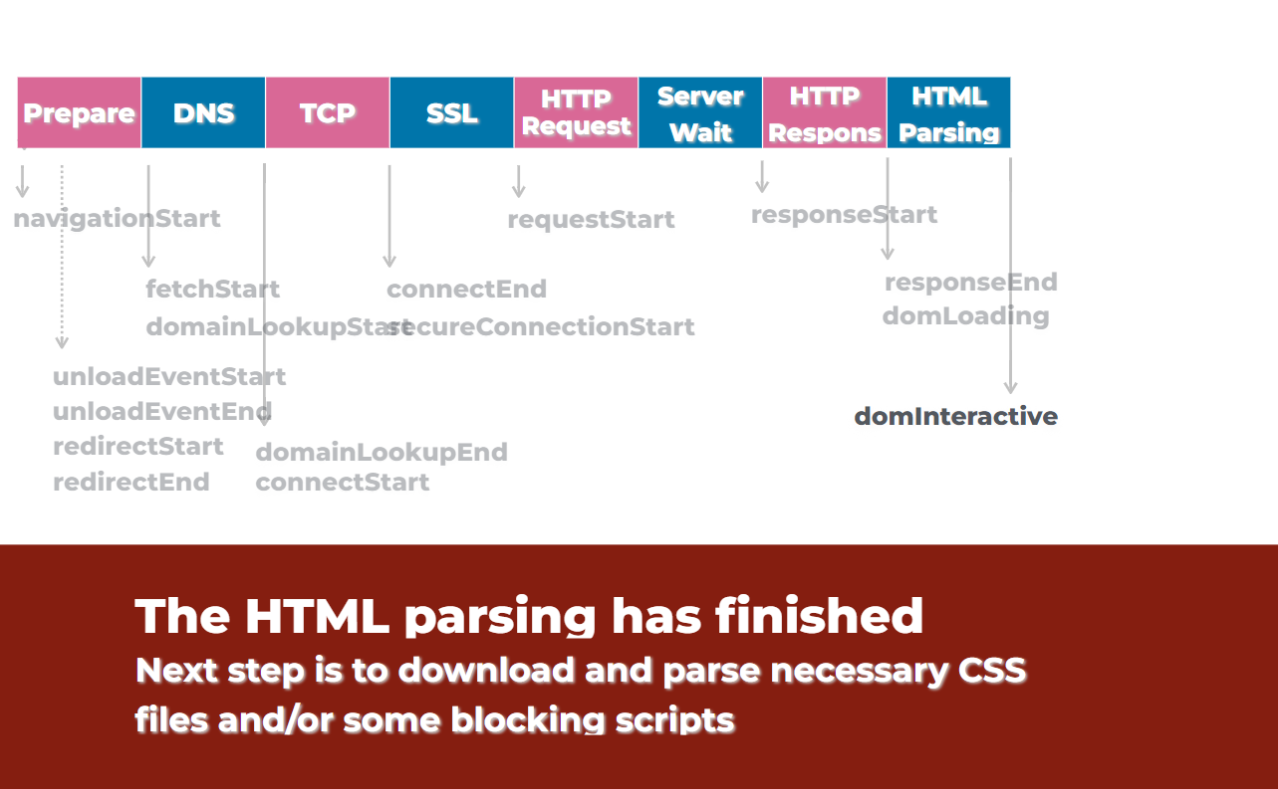 Prepare
DNS
TCP
SSL
HTTP
Request
Server
Wait
HTTP
Respons
HTML
Parsing
navigationStart
requestStart
responseStart
fetchStart
domainLookupStart
connectEnd
secureConnectionStart
responseEnd
domLoading
unloadEventStart
unloadEventEnd
redirectStart
redirectEnd
domainLookupEnd
connectStart
domInteractive
The HTML parsing has finished
Next step is to download and parse necessary CSS
files and/or some blocking scripts